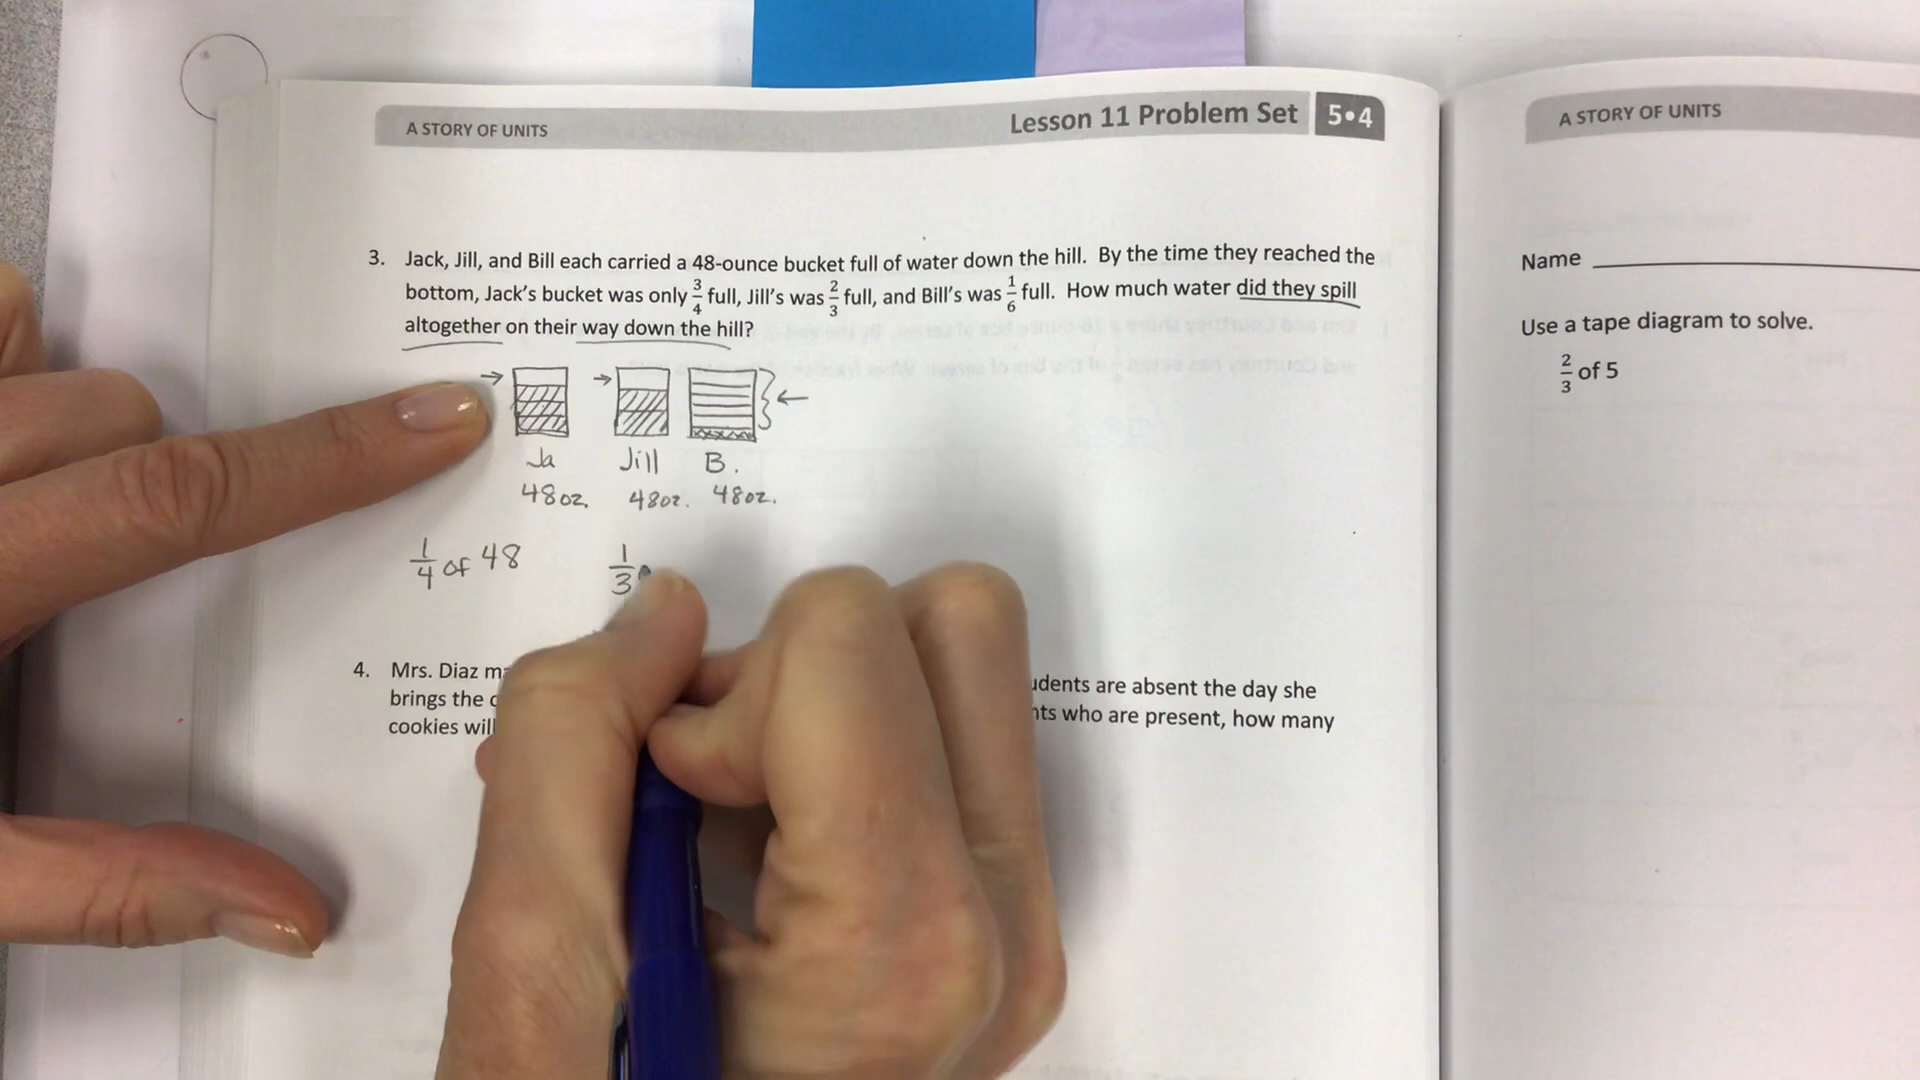 A STORY OF UNITS
Lesson 11 Problem Set 5•4
3. Jack, Jill, and Bill each carried a 48-ounce bucket full of water down the hill. By the time they reached the
bottom, Jack's bucket was only 3/4 full, Jill's was 2/3 full, and Bill's was 1/6 full. How much water did they spill
altogether on their way down the hill?
Ja Jill B.
48oz. 48oz. 48oz.
1/4 of 48 1/3
4. Mrs. Diaz
brings the
cookies will
are absent the day she
who are present, how many
A STORY OF UNITS
Name
Use a tape diagram to solve.
2/3 of 5